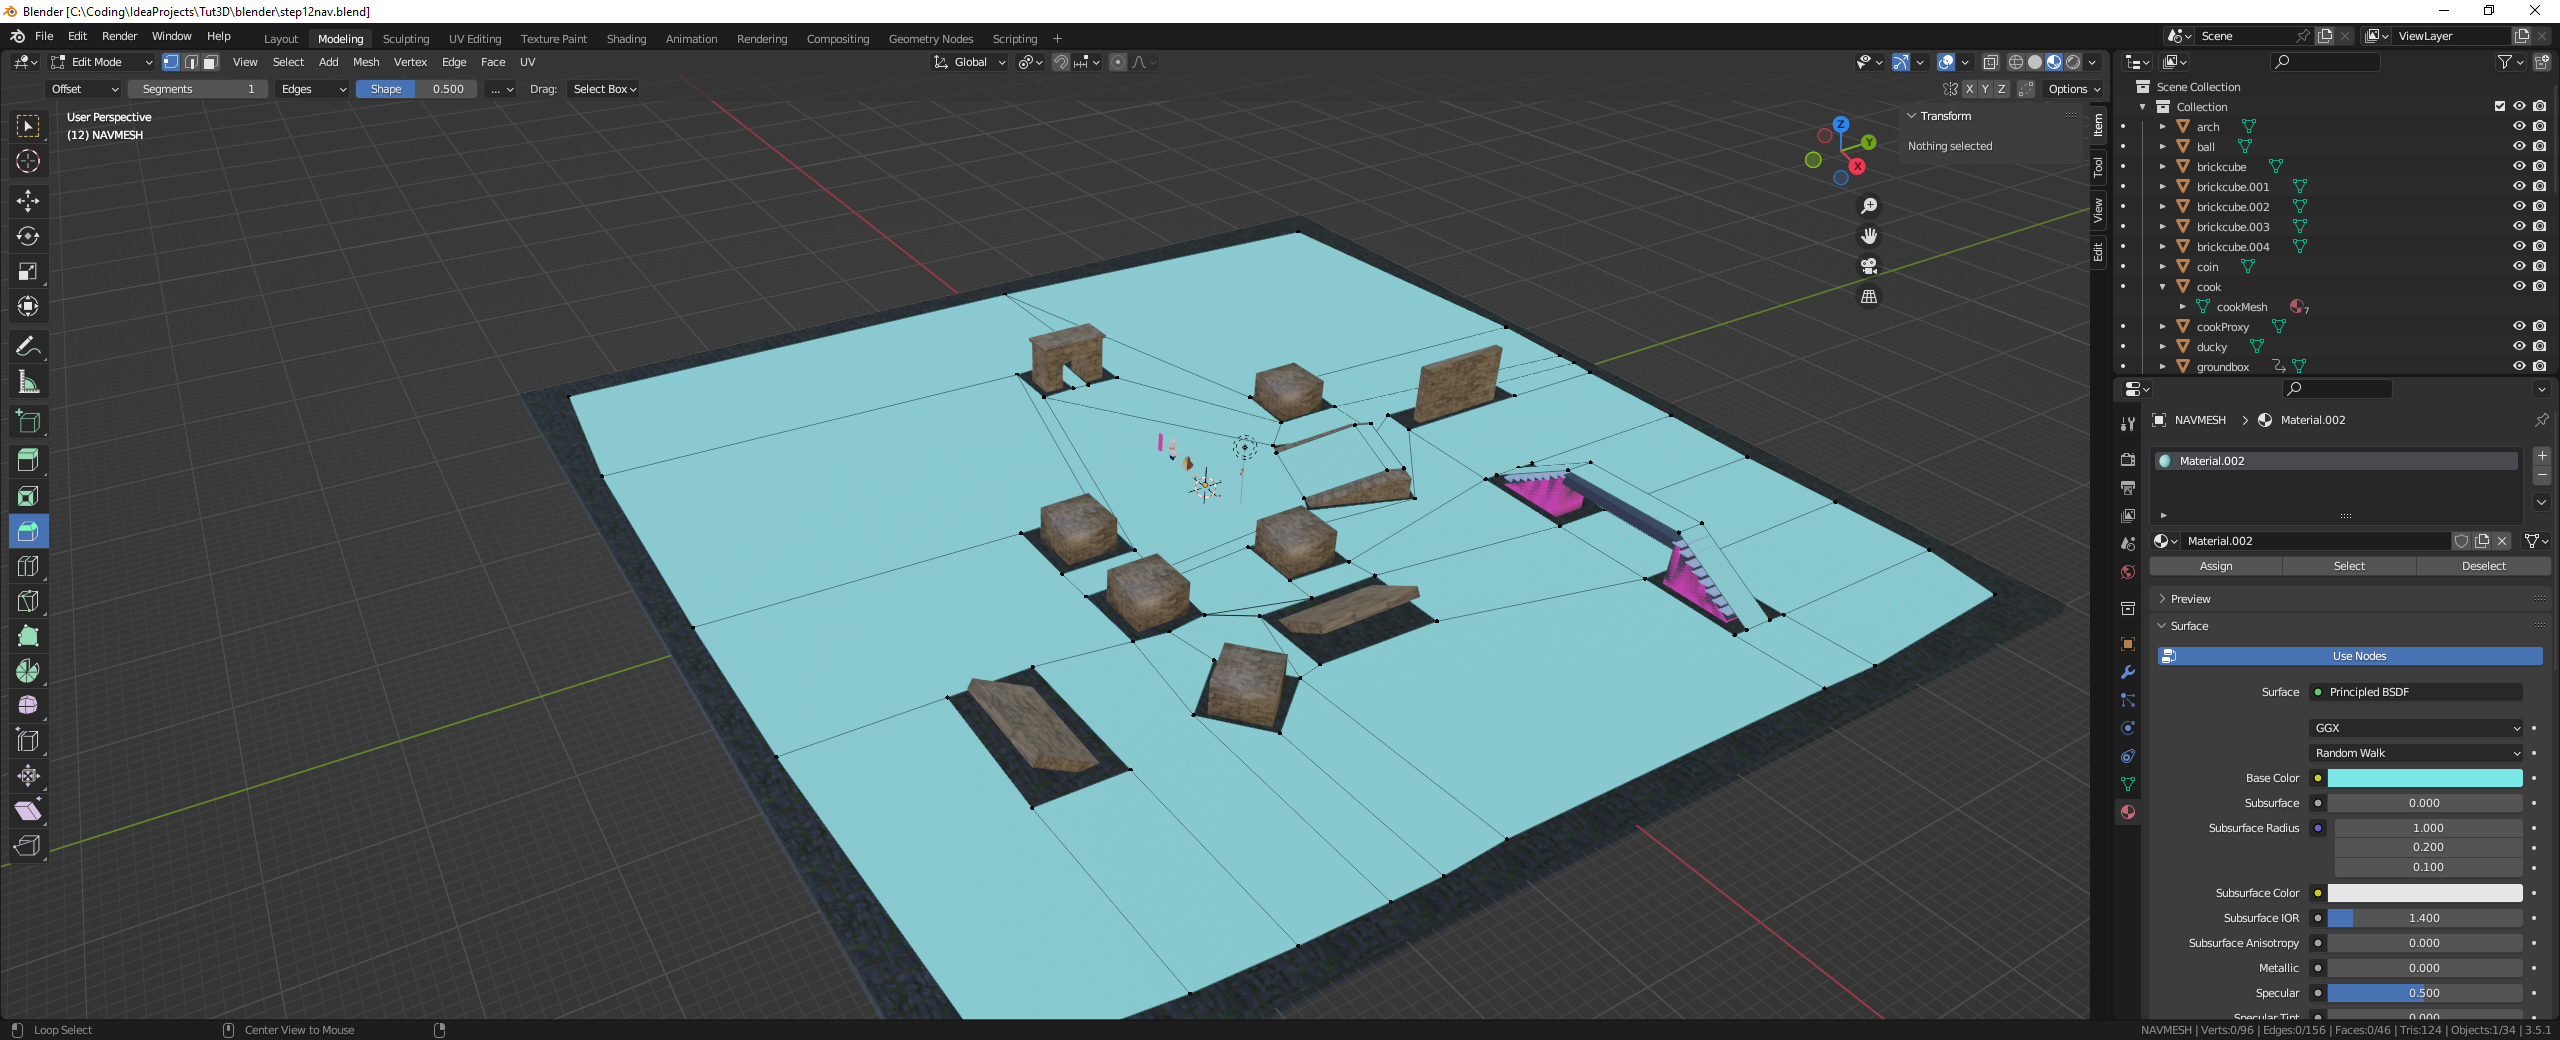 Blender [C:\Coding\IdeaProjects\Tut3D\blender\step12nav.blend]
File Edit Render Window Help Layout Modeling Sculpting UV Editing Texture Paint Shading Animation Rendering Compositing Geometry Nodes Scripting + Scene ViewLayer
Edit Mode View Select Add Mesh Vertex Edge Face UV Global
Offset Segments 1 Edges Shape 0.500 ... Drag: Select Box X Y Z Options
User Perspective
(12) NAVMESH
Z
Y
X
Transform
Nothing selected
Item
Tool
View
Edit
Scene Collection
Collection
arch
ball
brickcube
brickcube.001
brickcube.002
brickcube.003
brickcube.004
coin
cook
cookMesh 7
cookProxy
ducky
groundbox
NAVMESH > Material.002
Material.002
Material.002
Assign Select Deselect
Preview
Surface
Use Nodes
Surface Principled BSDF
GGX
Random Walk
Base Color
Subsurface 0.000
Subsurface Radius 1.000
0.200
0.100
Subsurface Color
Subsurface IOR 1.400
Subsurface Anisotropy 0.000
Metallic 0.000
Specular 0.500
Specular Tint 0.000
Loop Select Center View to Mouse NAVMESH | Verts:0/96 | Edges:0/156 | Faces:0/46 | Tris:124 | Objects:1/34 | 3.5.1